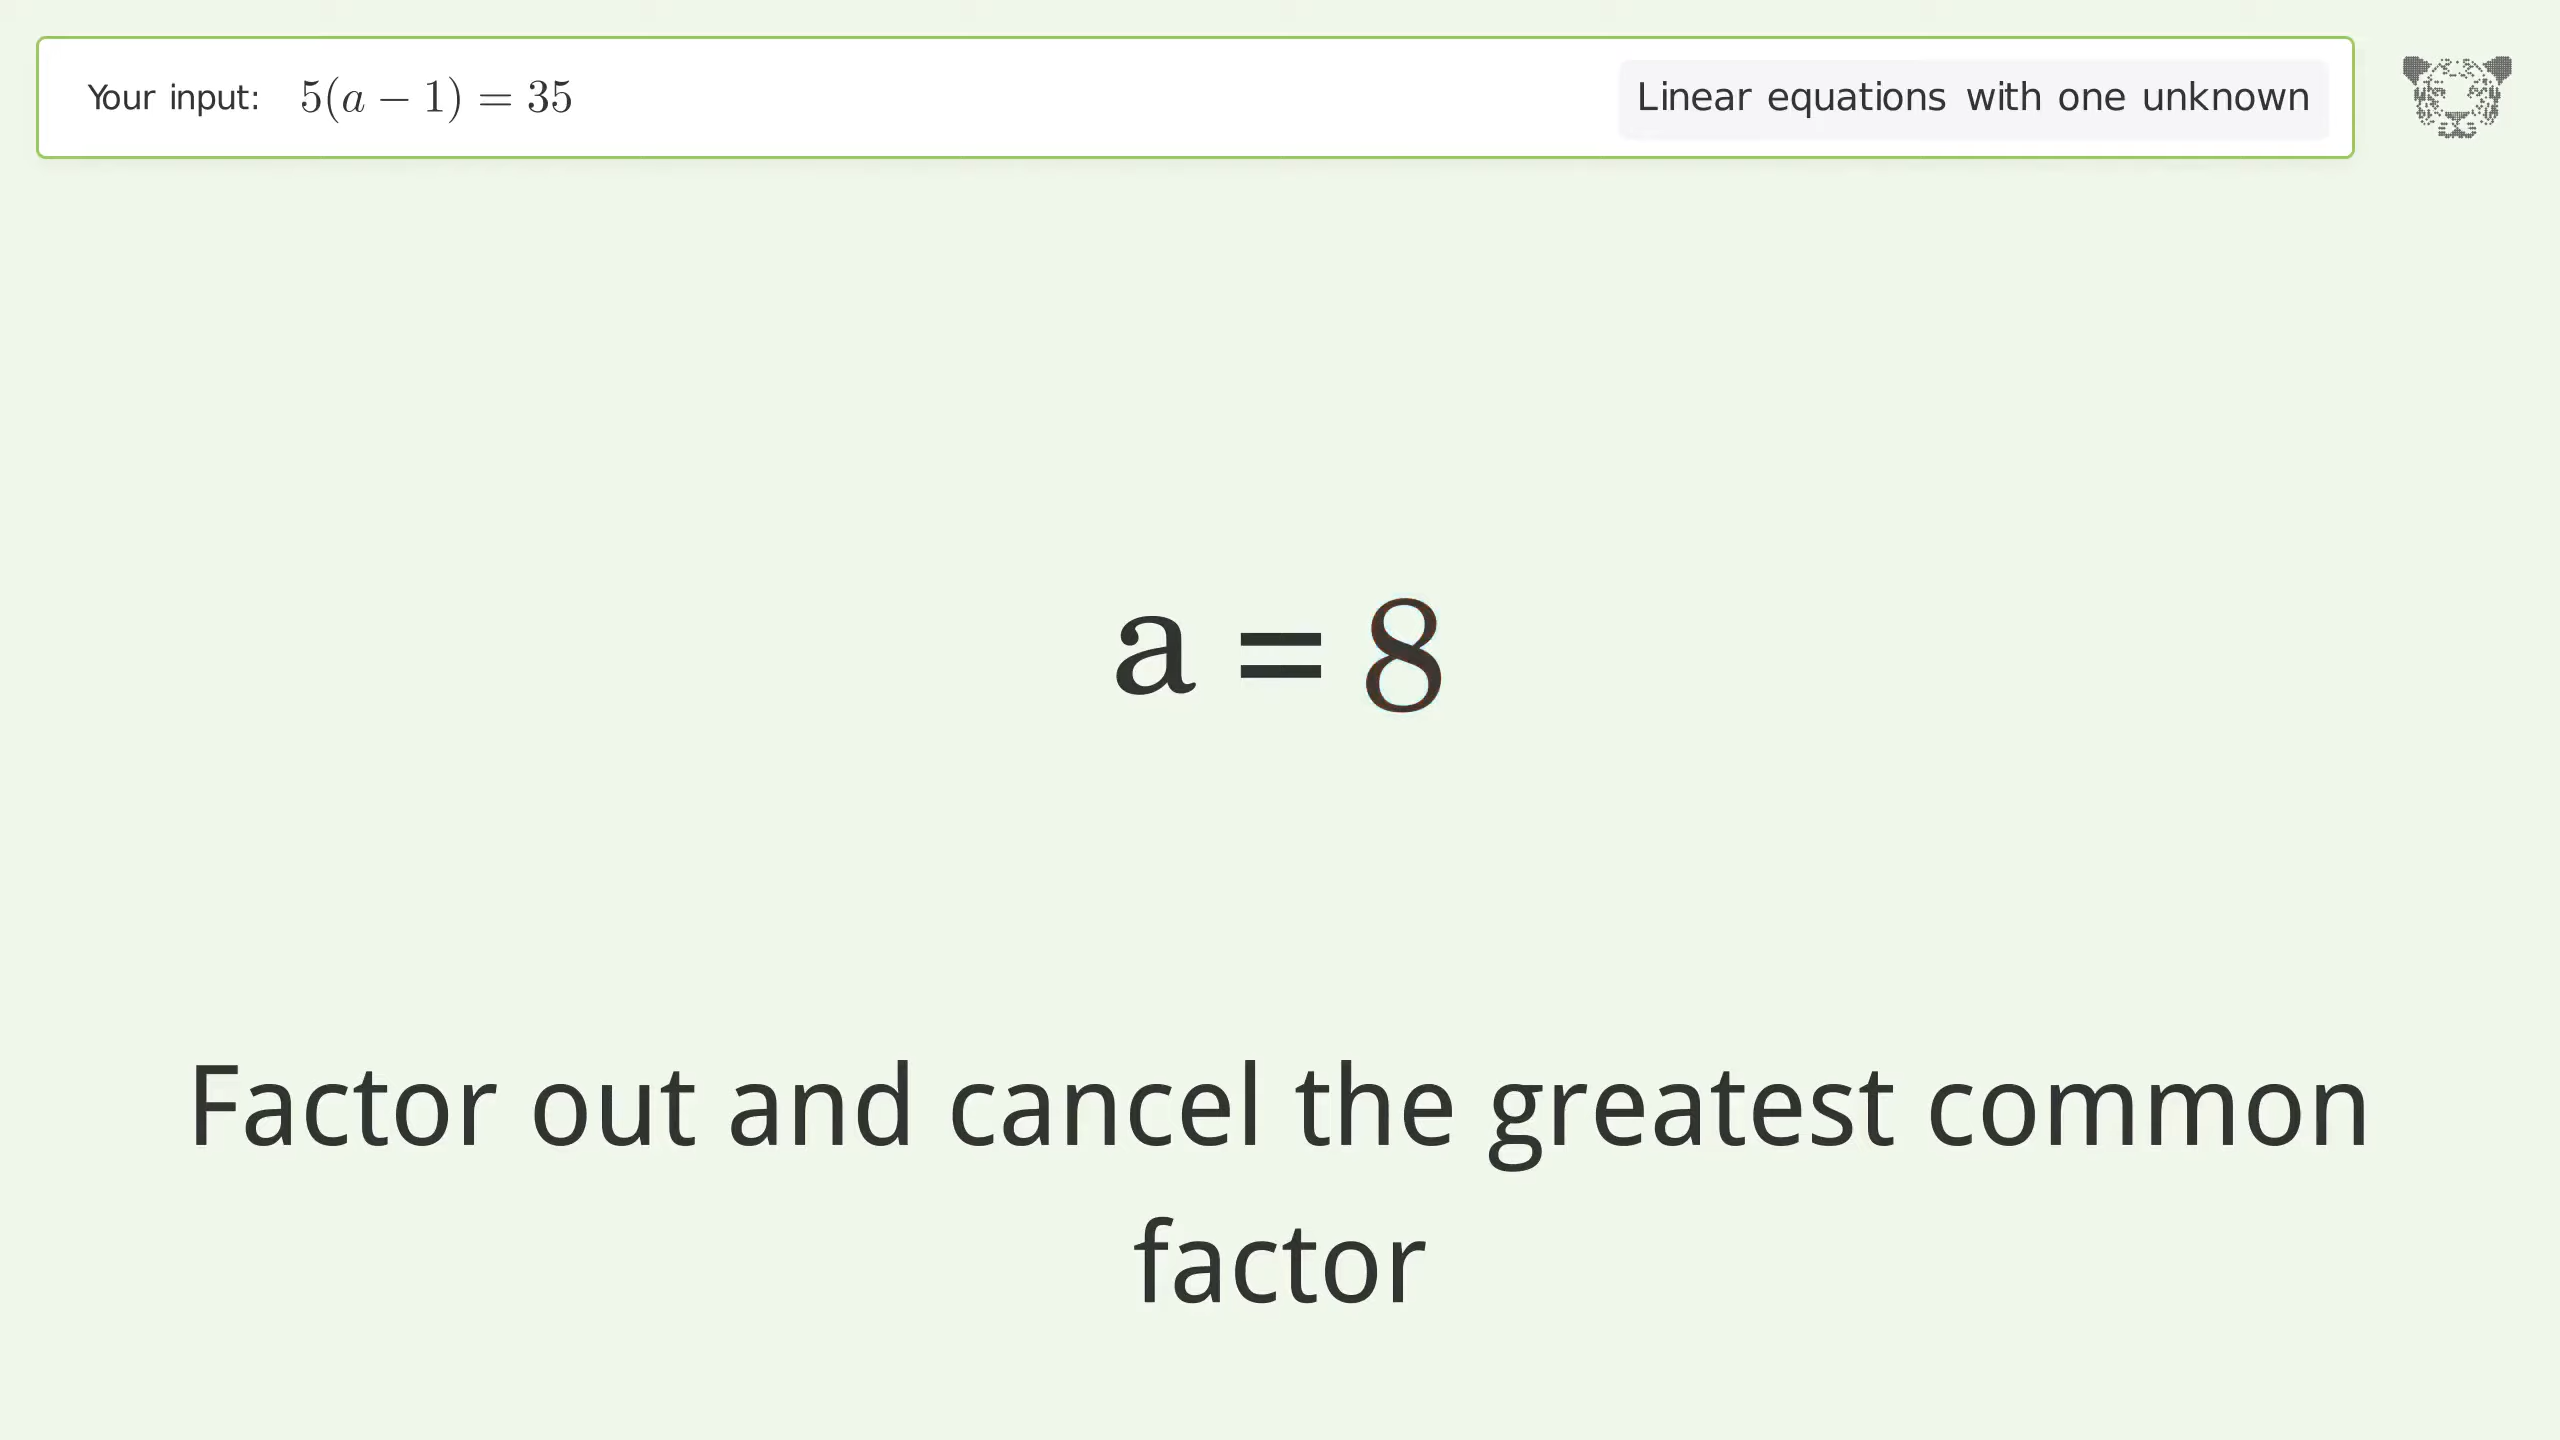 Your input: 5(a − 1) = 35
Linear equations with one unknown
a = 8
Factor out and cancel the greatest common
factor